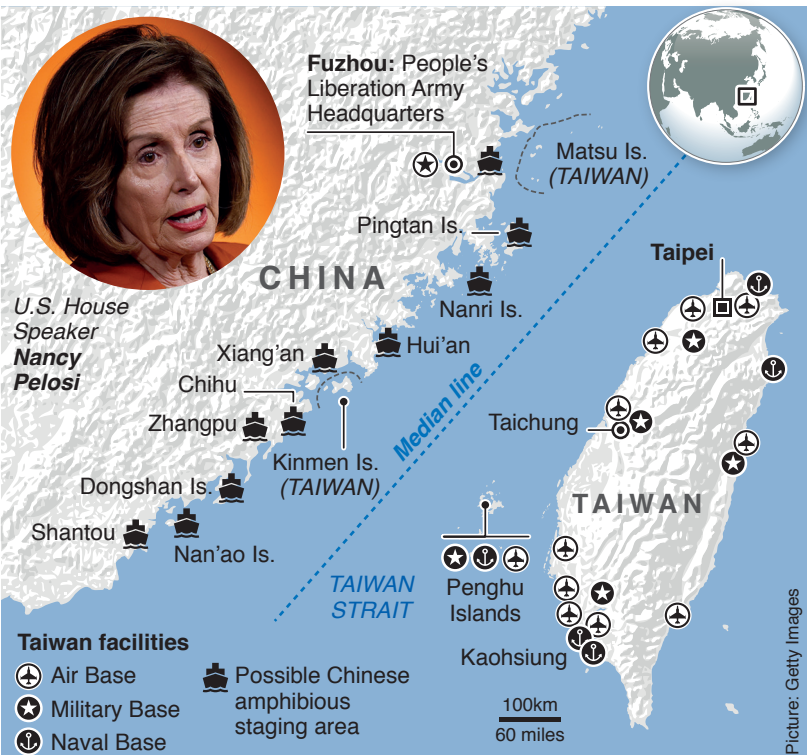 Fuzhou: People's
Liberation Army
Headquarters
Matsu Is.
(TAIWAN)
Pingtan Is.
Taipei
CHINA
Nanri Is.
U.S. House
Speaker
Nancy
Pelosi
Xiang'an
Hui'an
Chihu
Zhangpu
Median line
Taichung
Kinmen Is.
(TAIWAN)
Dongshan Is.
TAIWAN
Shantou
Nan'ao Is.
TAIWAN
STRAIT
Penghu
Islands
Kaohsiung
Taiwan facilities
Air Base
Military Base
Naval Base
Possible Chinese
amphibious
staging area
100km
60 miles
Picture: Getty Images